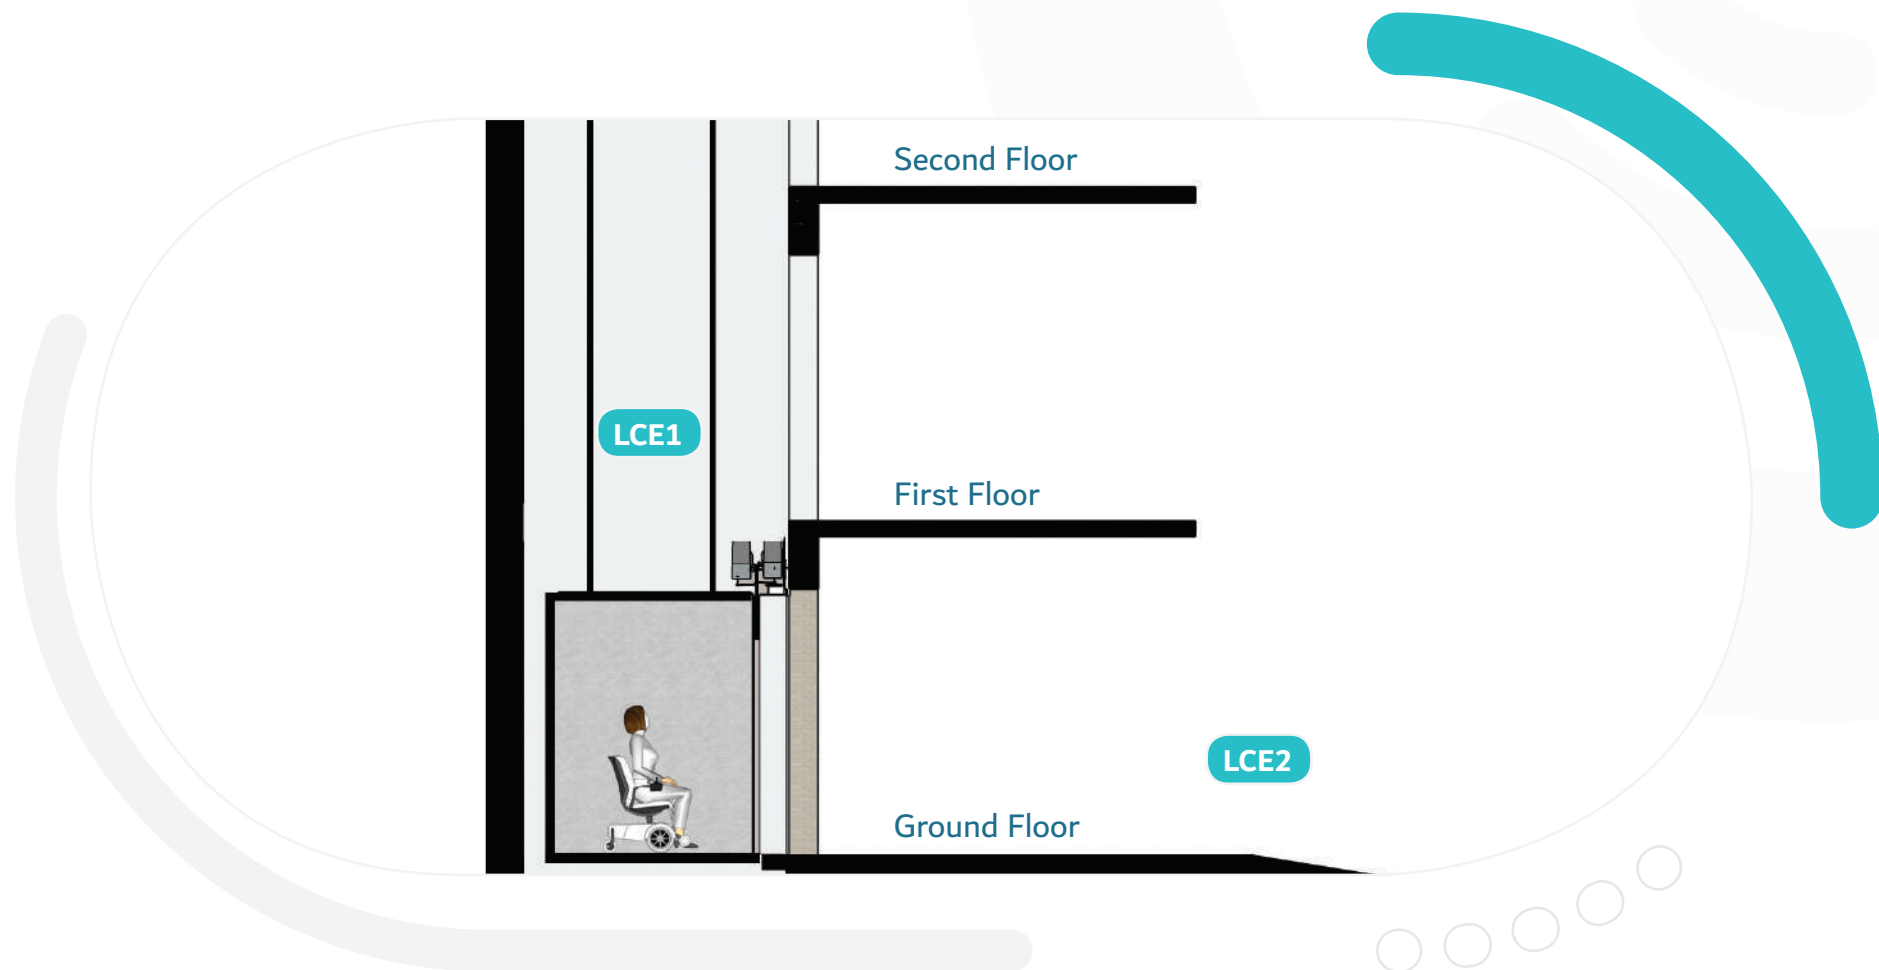 Second Floor
LCE1
First Floor
LCE2
Ground Floor